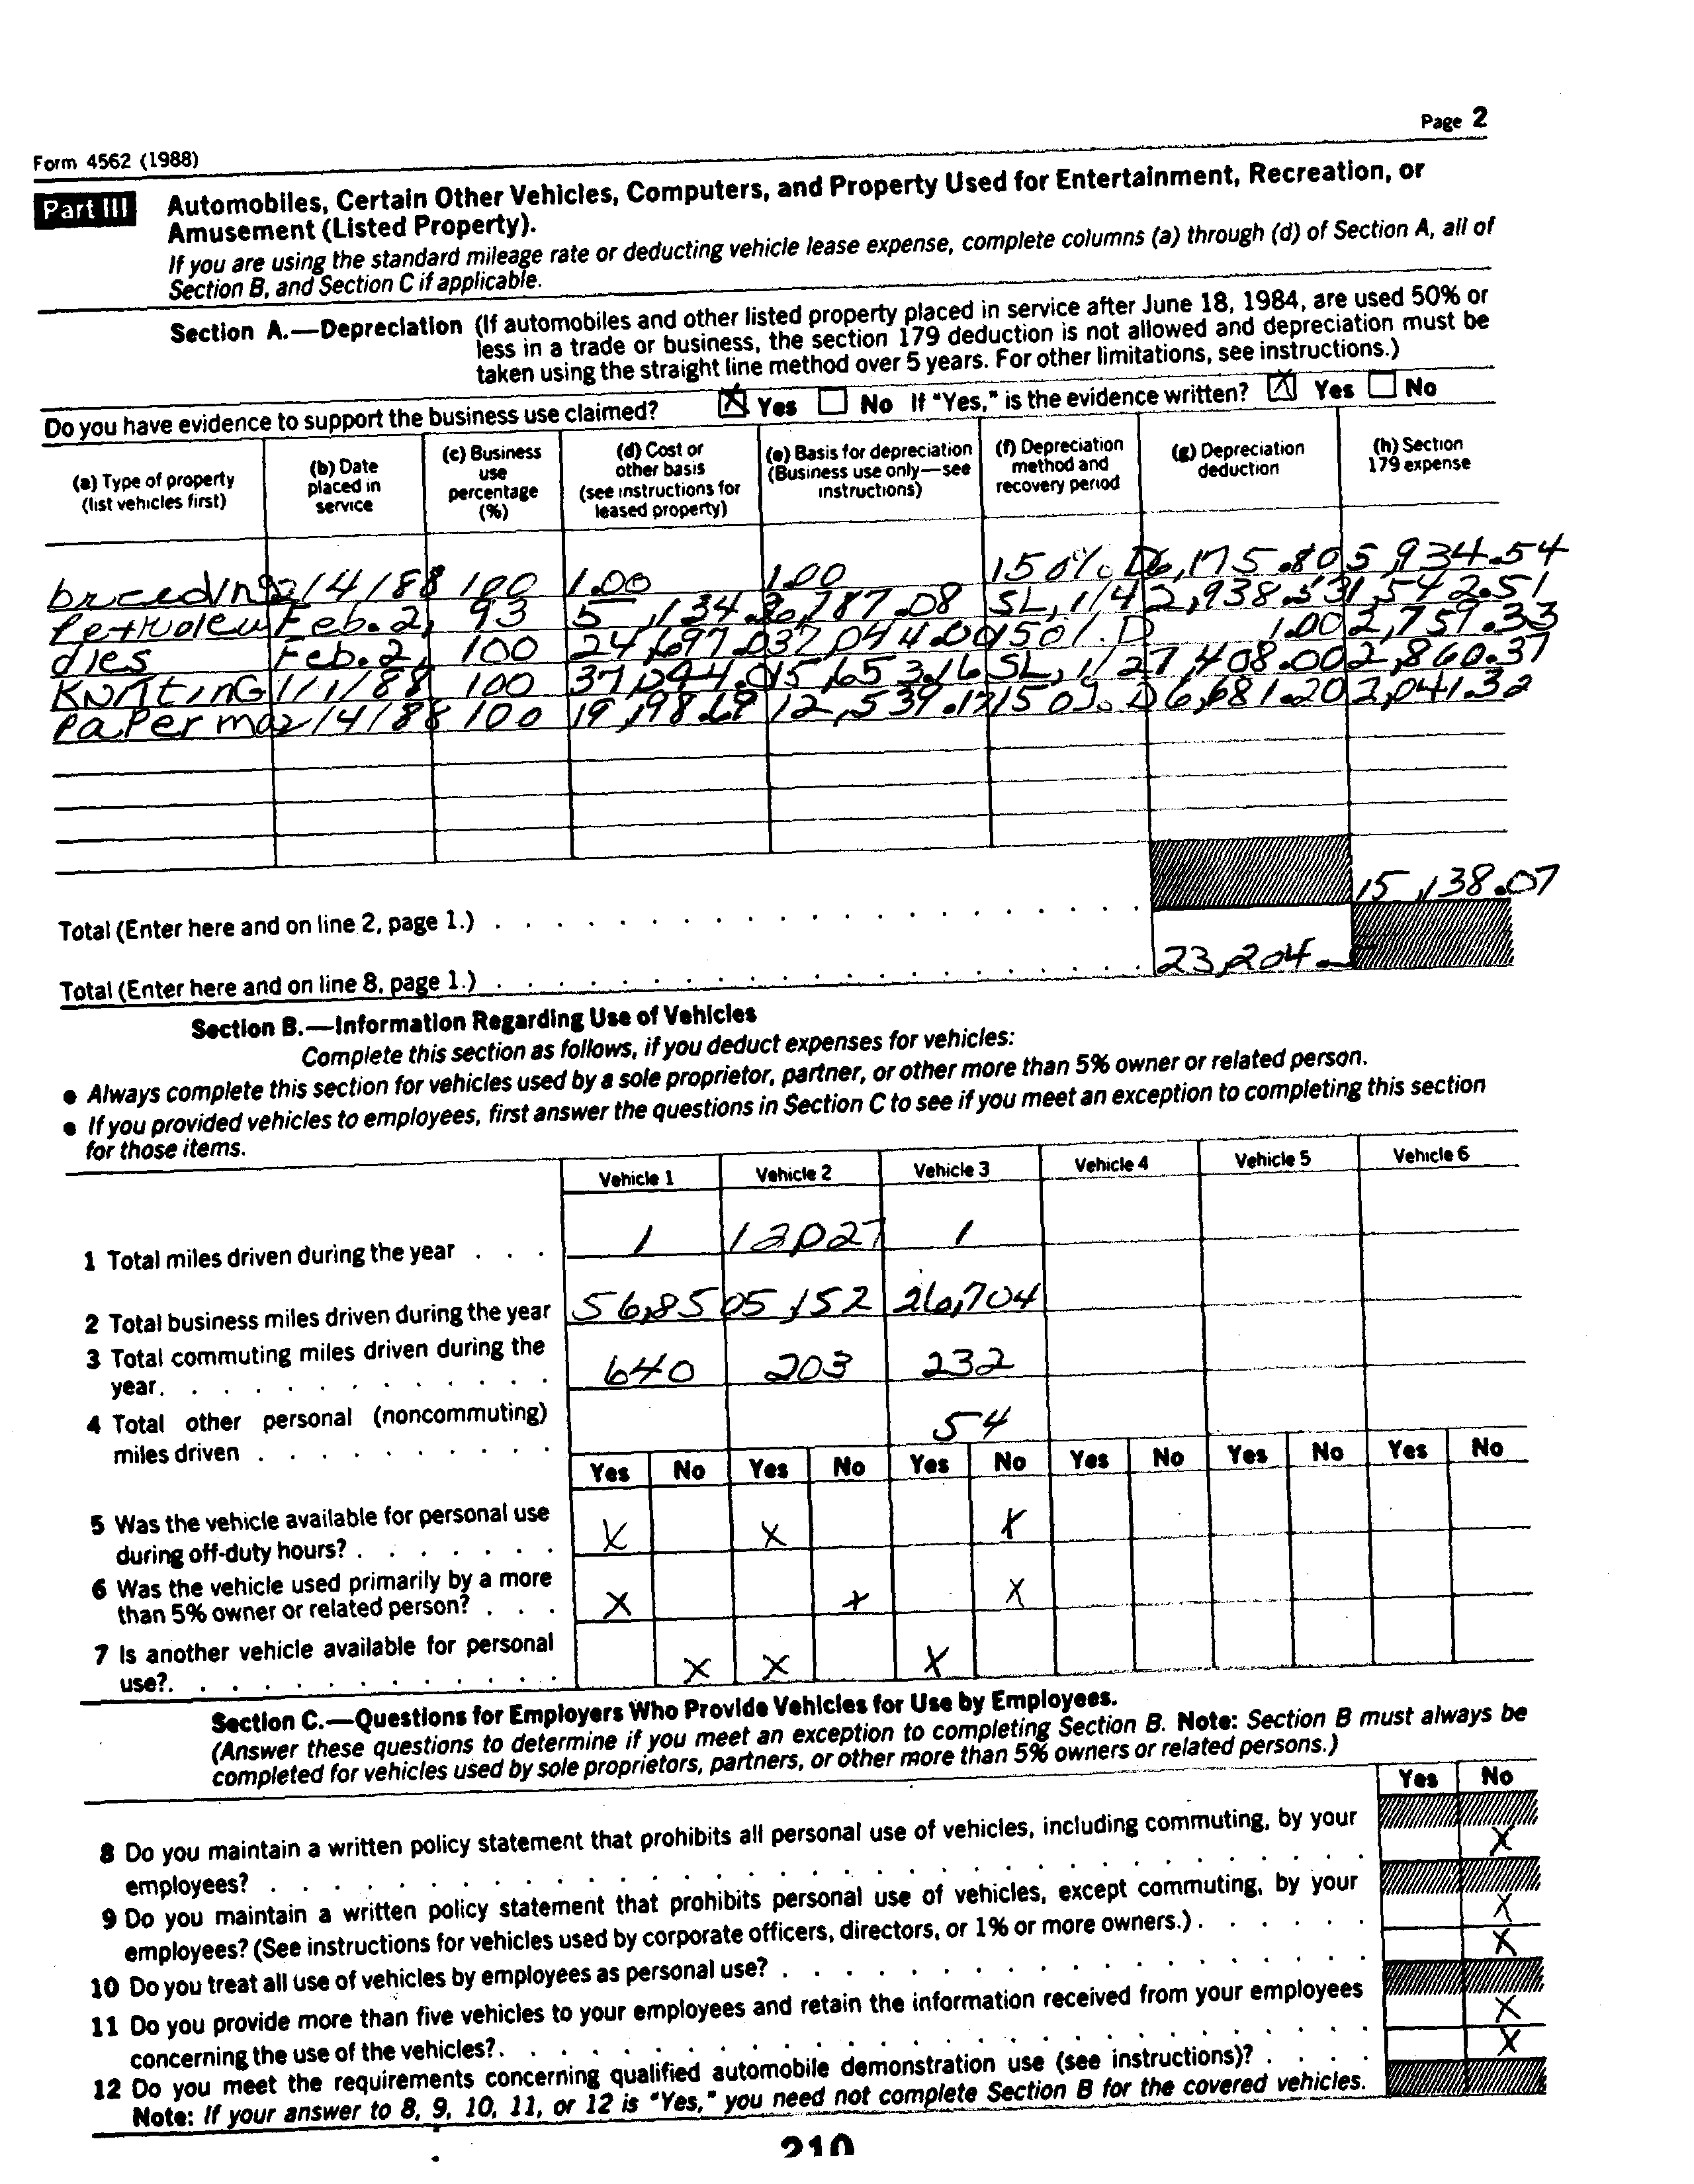 Page 2
Form 4562 (1988)
Part III Automobiles, Certain Other Vehicles, Computers, and Property Used for Entertainment, Recreation, or
Amusement (Listed Property).
If you are using the standard mileage rate or deducting vehicle lease expense, complete columns (a) through (d) of Section A, all of
Section B, and Section C if applicable.
Section A.—Depreciation (If automobiles and other listed property placed in service after June 18, 1984, are used 50% or
less in a trade or business, the section 179 deduction is not allowed and depreciation must be
taken using the straight line method over 5 years. For other limitations, see instructions.)
Do you have evidence to support the business use claimed? X Yes No If "Yes," is the evidence written? X Yes No
(a) Type of property (list vehicles first) (b) Date placed in service (c) Business use percentage (%) (d) Cost or other basis (see instructions for leased property) (e) Basis for depreciation (Business use only—see instructions) (f) Depreciation method and recovery period (g) Depreciation deduction (h) Section 179 expense
breeding 2/4/88 100 1.00 1.00 150%. D 6,175.80 5,934.54
Petroleu Feb. 2, 93 5,134. SL, 1/4 2,938.53 1,542.51
dies Feb. 2, 100 24,697.03 7,044.00 150%. D 1.00 2,759.33
KNItING 1/1/88 100 37,044.0 15,653.16 SL, 1/2 7,408.00 2,860.37
PaPer ma 2/4/88 100 19,198.69 12,539.17 150%. D 6,681.20 2,041.32
15,138.07
Total (Enter here and on line 2, page 1.)
23,204.
Total (Enter here and on line 8, page 1.)
Section B.—Information Regarding Use of Vehicles
Complete this section as follows, if you deduct expenses for vehicles:
● Always complete this section for vehicles used by a sole proprietor, partner, or other more than 5% owner or related person.
● If you provided vehicles to employees, first answer the questions in Section C to see if you meet an exception to completing this section
for those items.
Vehicle 1 Vehicle 2 Vehicle 3 Vehicle 4 Vehicle 5 Vehicle 6
1 Total miles driven during the year . . . 1 12,027 1
2 Total business miles driven during the year 56,850 5,152 26,704
3 Total commuting miles driven during the
year. 640 203 232
4 Total other personal (noncommuting)
miles driven 54
Yes No Yes No Yes No Yes No Yes No Yes No
5 Was the vehicle available for personal use
during off-duty hours? X X X
6 Was the vehicle used primarily by a more
than 5% owner or related person? X X X
7 Is another vehicle available for personal
use?. X X X
Section C.—Questions for Employers Who Provide Vehicles for Use by Employees.
(Answer these questions to determine if you meet an exception to completing Section B. Note: Section B must always be
completed for vehicles used by sole proprietors, partners, or other more than 5% owners or related persons.)
Yes No
8 Do you maintain a written policy statement that prohibits all personal use of vehicles, including commuting, by your
employees? X
9 Do you maintain a written policy statement that prohibits personal use of vehicles, except commuting, by your
employees? (See instructions for vehicles used by corporate officers, directors, or 1% or more owners.) X
10 Do you treat all use of vehicles by employees as personal use? X
11 Do you provide more than five vehicles to your employees and retain the information received from your employees
concerning the use of the vehicles?. X
12 Do you meet the requirements concerning qualified automobile demonstration use (see instructions)? X
Note: If your answer to 8, 9, 10, 11, or 12 is "Yes," you need not complete Section B for the covered vehicles.
210